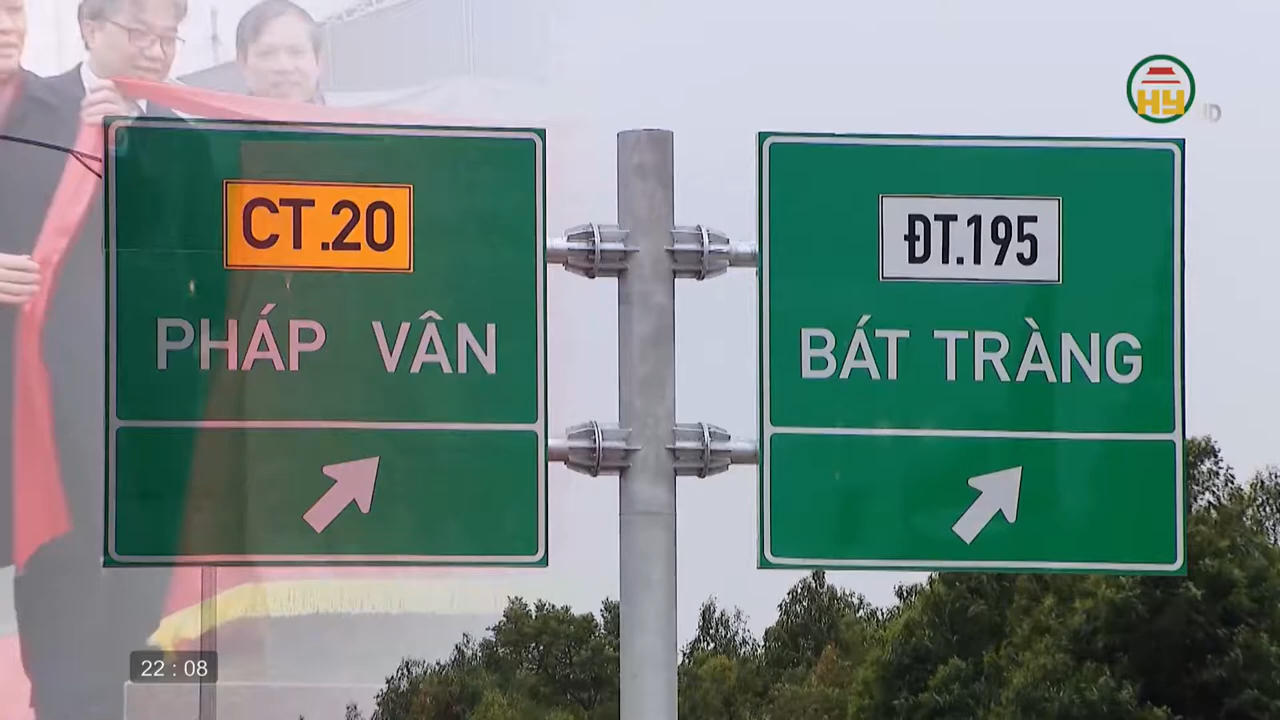 HY
CT.20
ĐT.195
PHÁP VÂN
BÁT TRÀNG
22 : 08